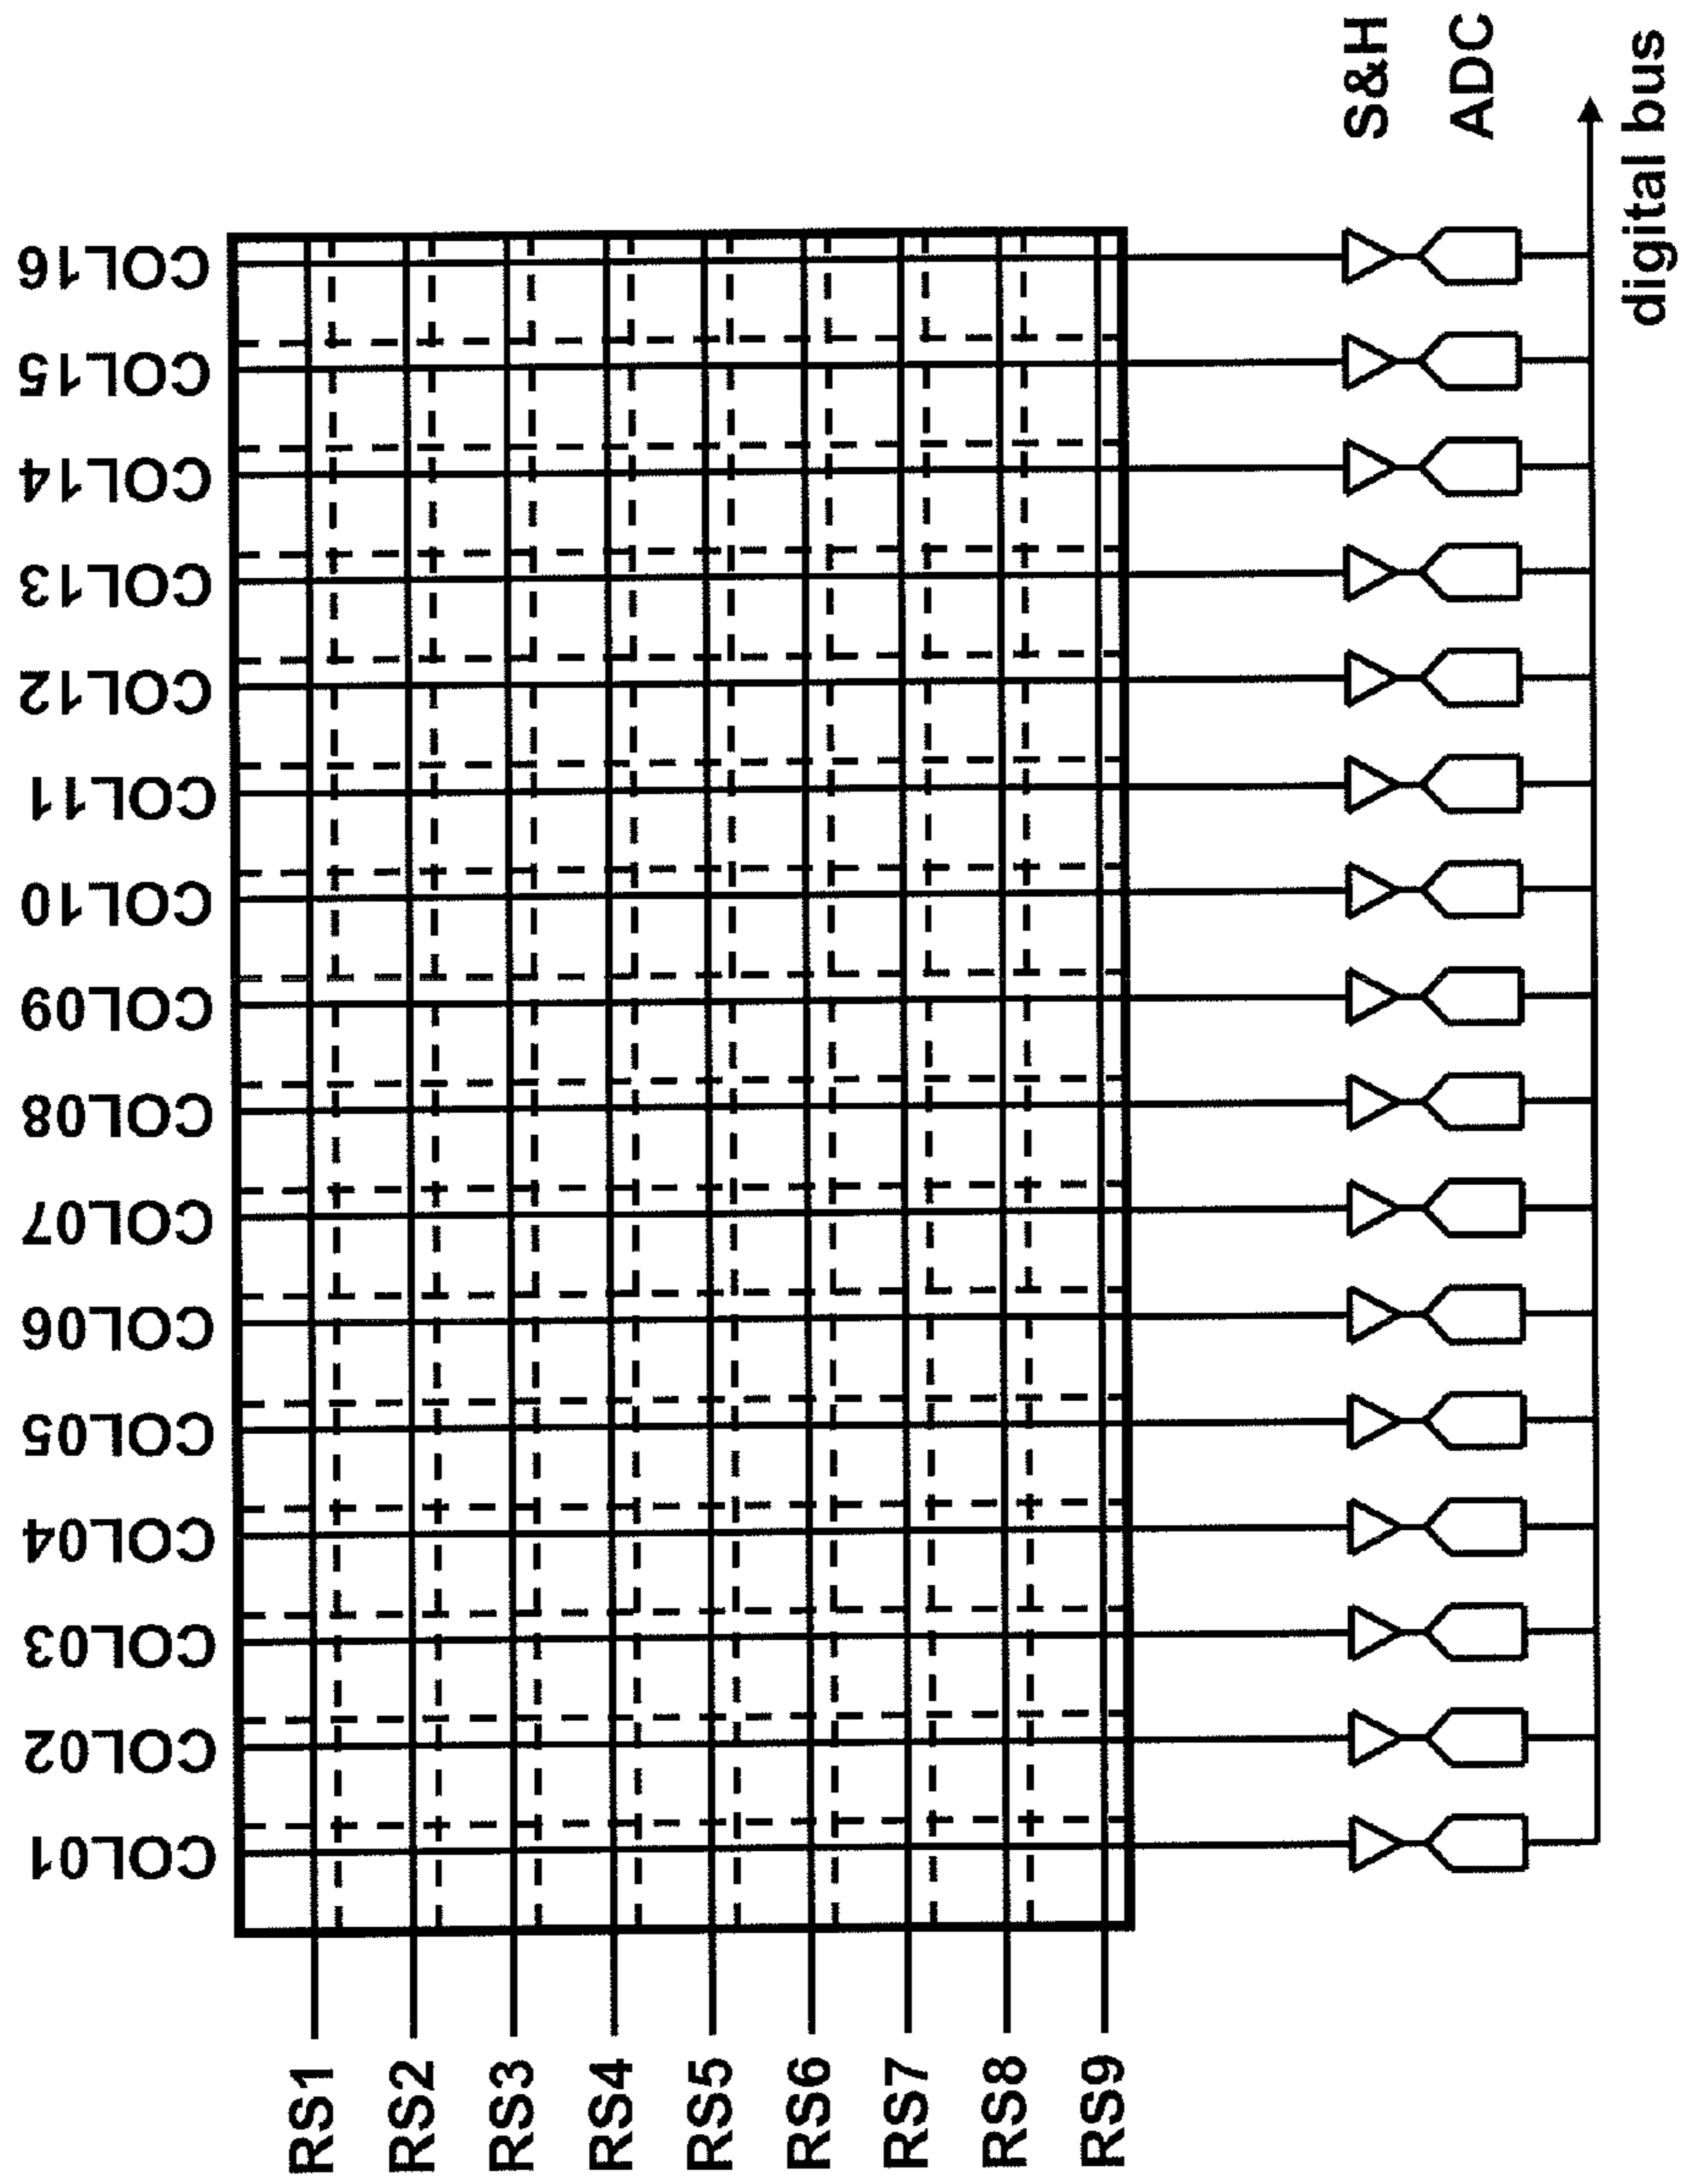 COL16
COL15
COL14
COL13
COL12
COL11
COL10
COL09
COL08
COL07
COL06
COL05
COL04
COL03
COL02
COL01
RS1
RS2
RS3
RS4
RS5
RS6
RS7
RS8
RS9
S&H
ADC
digital bus